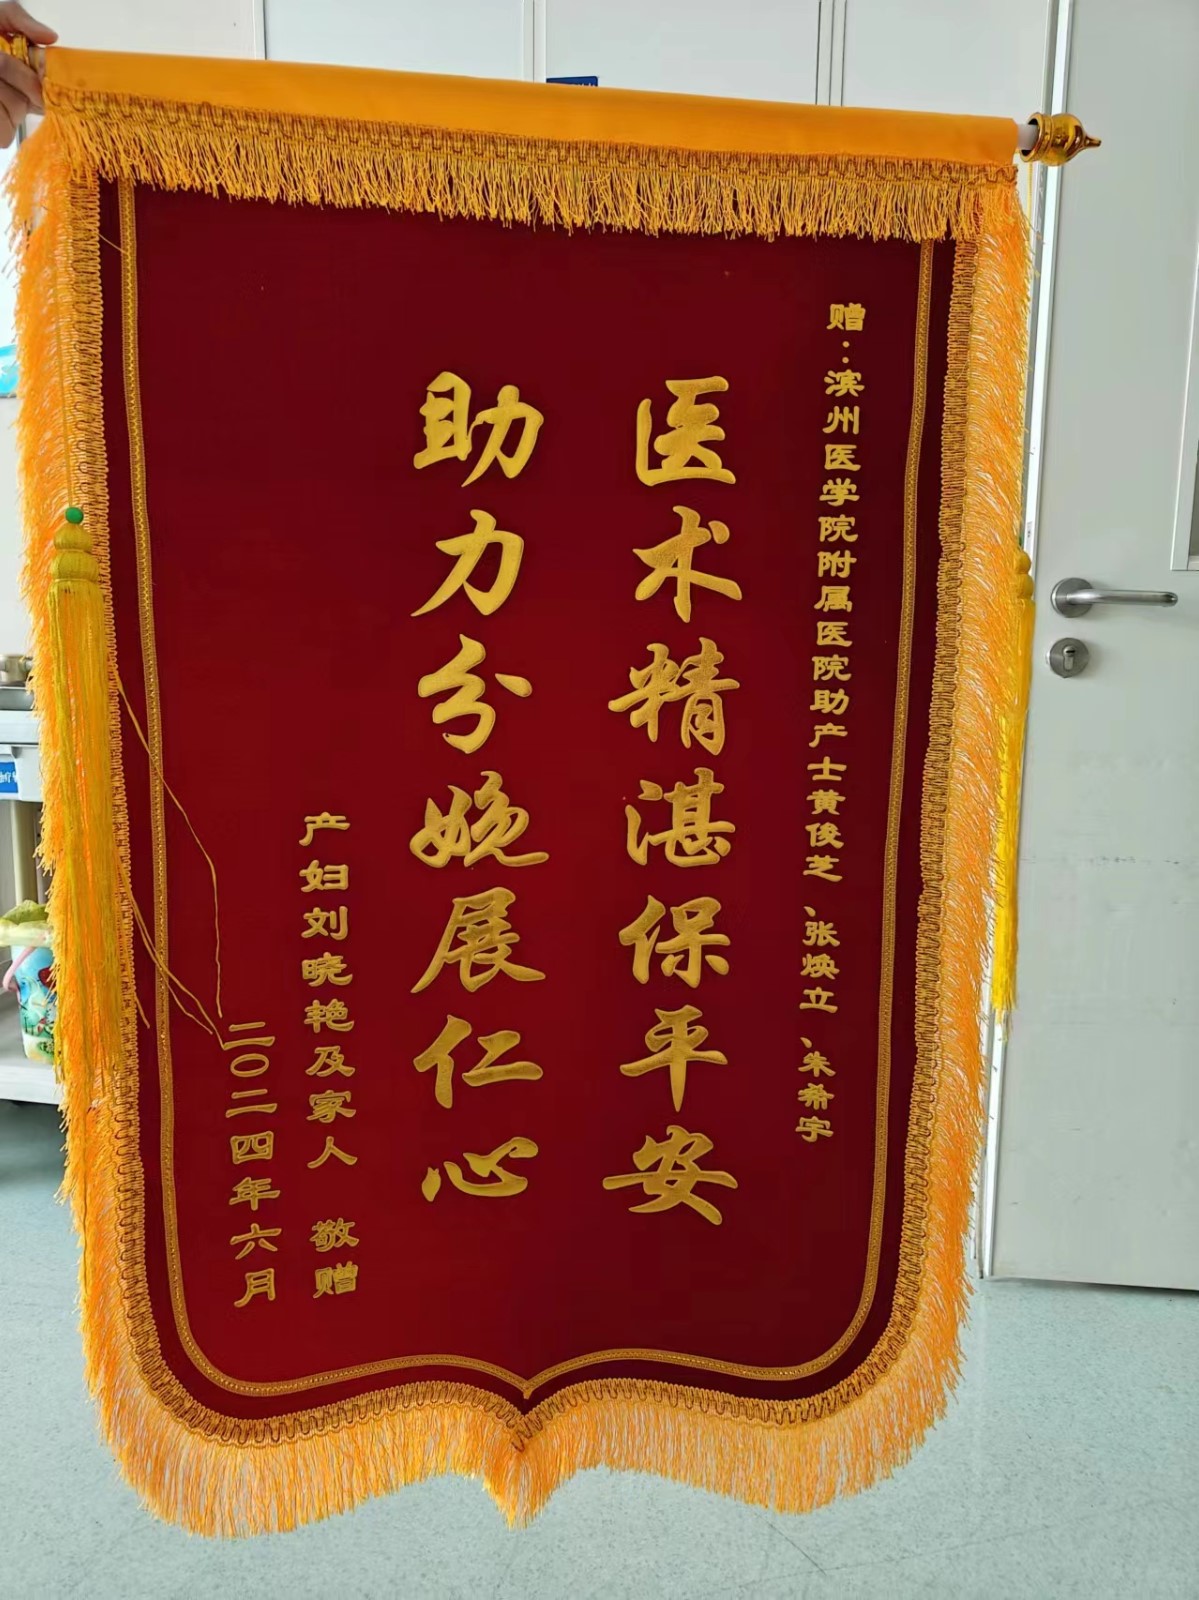 赠：滨州医学院附属医院助产士黄俊芝、张焕立、朱希宇
医术精湛保平安
助力分娩展仁心
产妇刘晓艳及家人 敬赠
二〇二四年六月